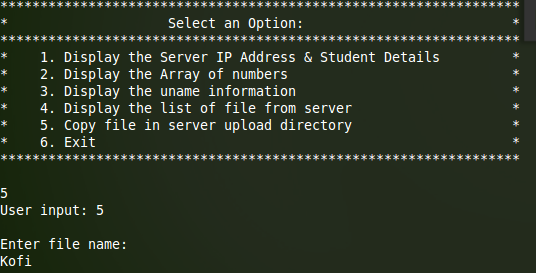 *****************************************************************
*                    Select an Option:                          *
*****************************************************************
*    1. Display the Server IP Address & Student Details         *
*    2. Display the Array of numbers                            *
*    3. Display the uname information                           *
*    4. Display the list of file from server                    *
*    5. Copy file in server upload directory                    *
*    6. Exit                                                    *
*****************************************************************
5
User input: 5
Enter file name:
Kofi